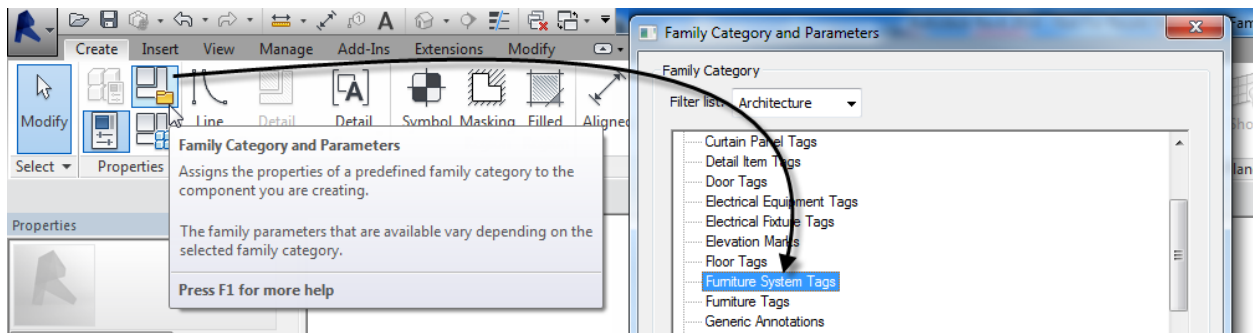 Family Category and Parameters
Fam
Create Insert View Manage Add-Ins Extensions Modify
Family Category
Filter list: Architecture
Modify
Line Detail Detail Symbol Masking Filled Aligned
Select Properties
Family Category and Parameters
Assigns the properties of a predefined family category to the
component you are creating.
The family parameters that are available vary depending on the
selected family category.
Press F1 for more help
Properties
Curtain Panel Tags
Detail Item Tags
Door Tags
Electrical Equipment Tags
Electrical Fixture Tags
Elevation Marks
Floor Tags
Furniture System Tags
Furniture Tags
Generic Annotations